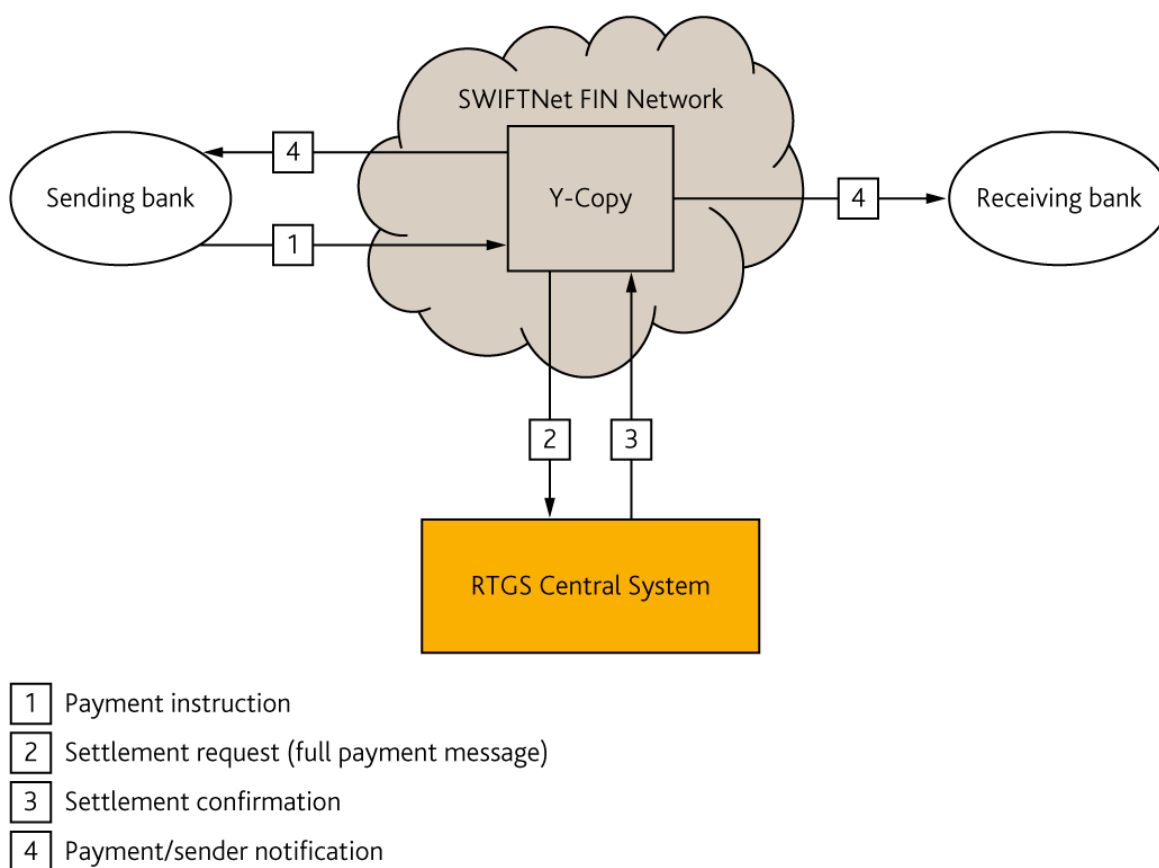 SWIFTNet FIN Network
4
Sending bank
Y-Copy
4
Receiving bank
1
2
3
RTGS Central System
1 Payment instruction
2 Settlement request (full payment message)
3 Settlement confirmation
4 Payment/sender notification